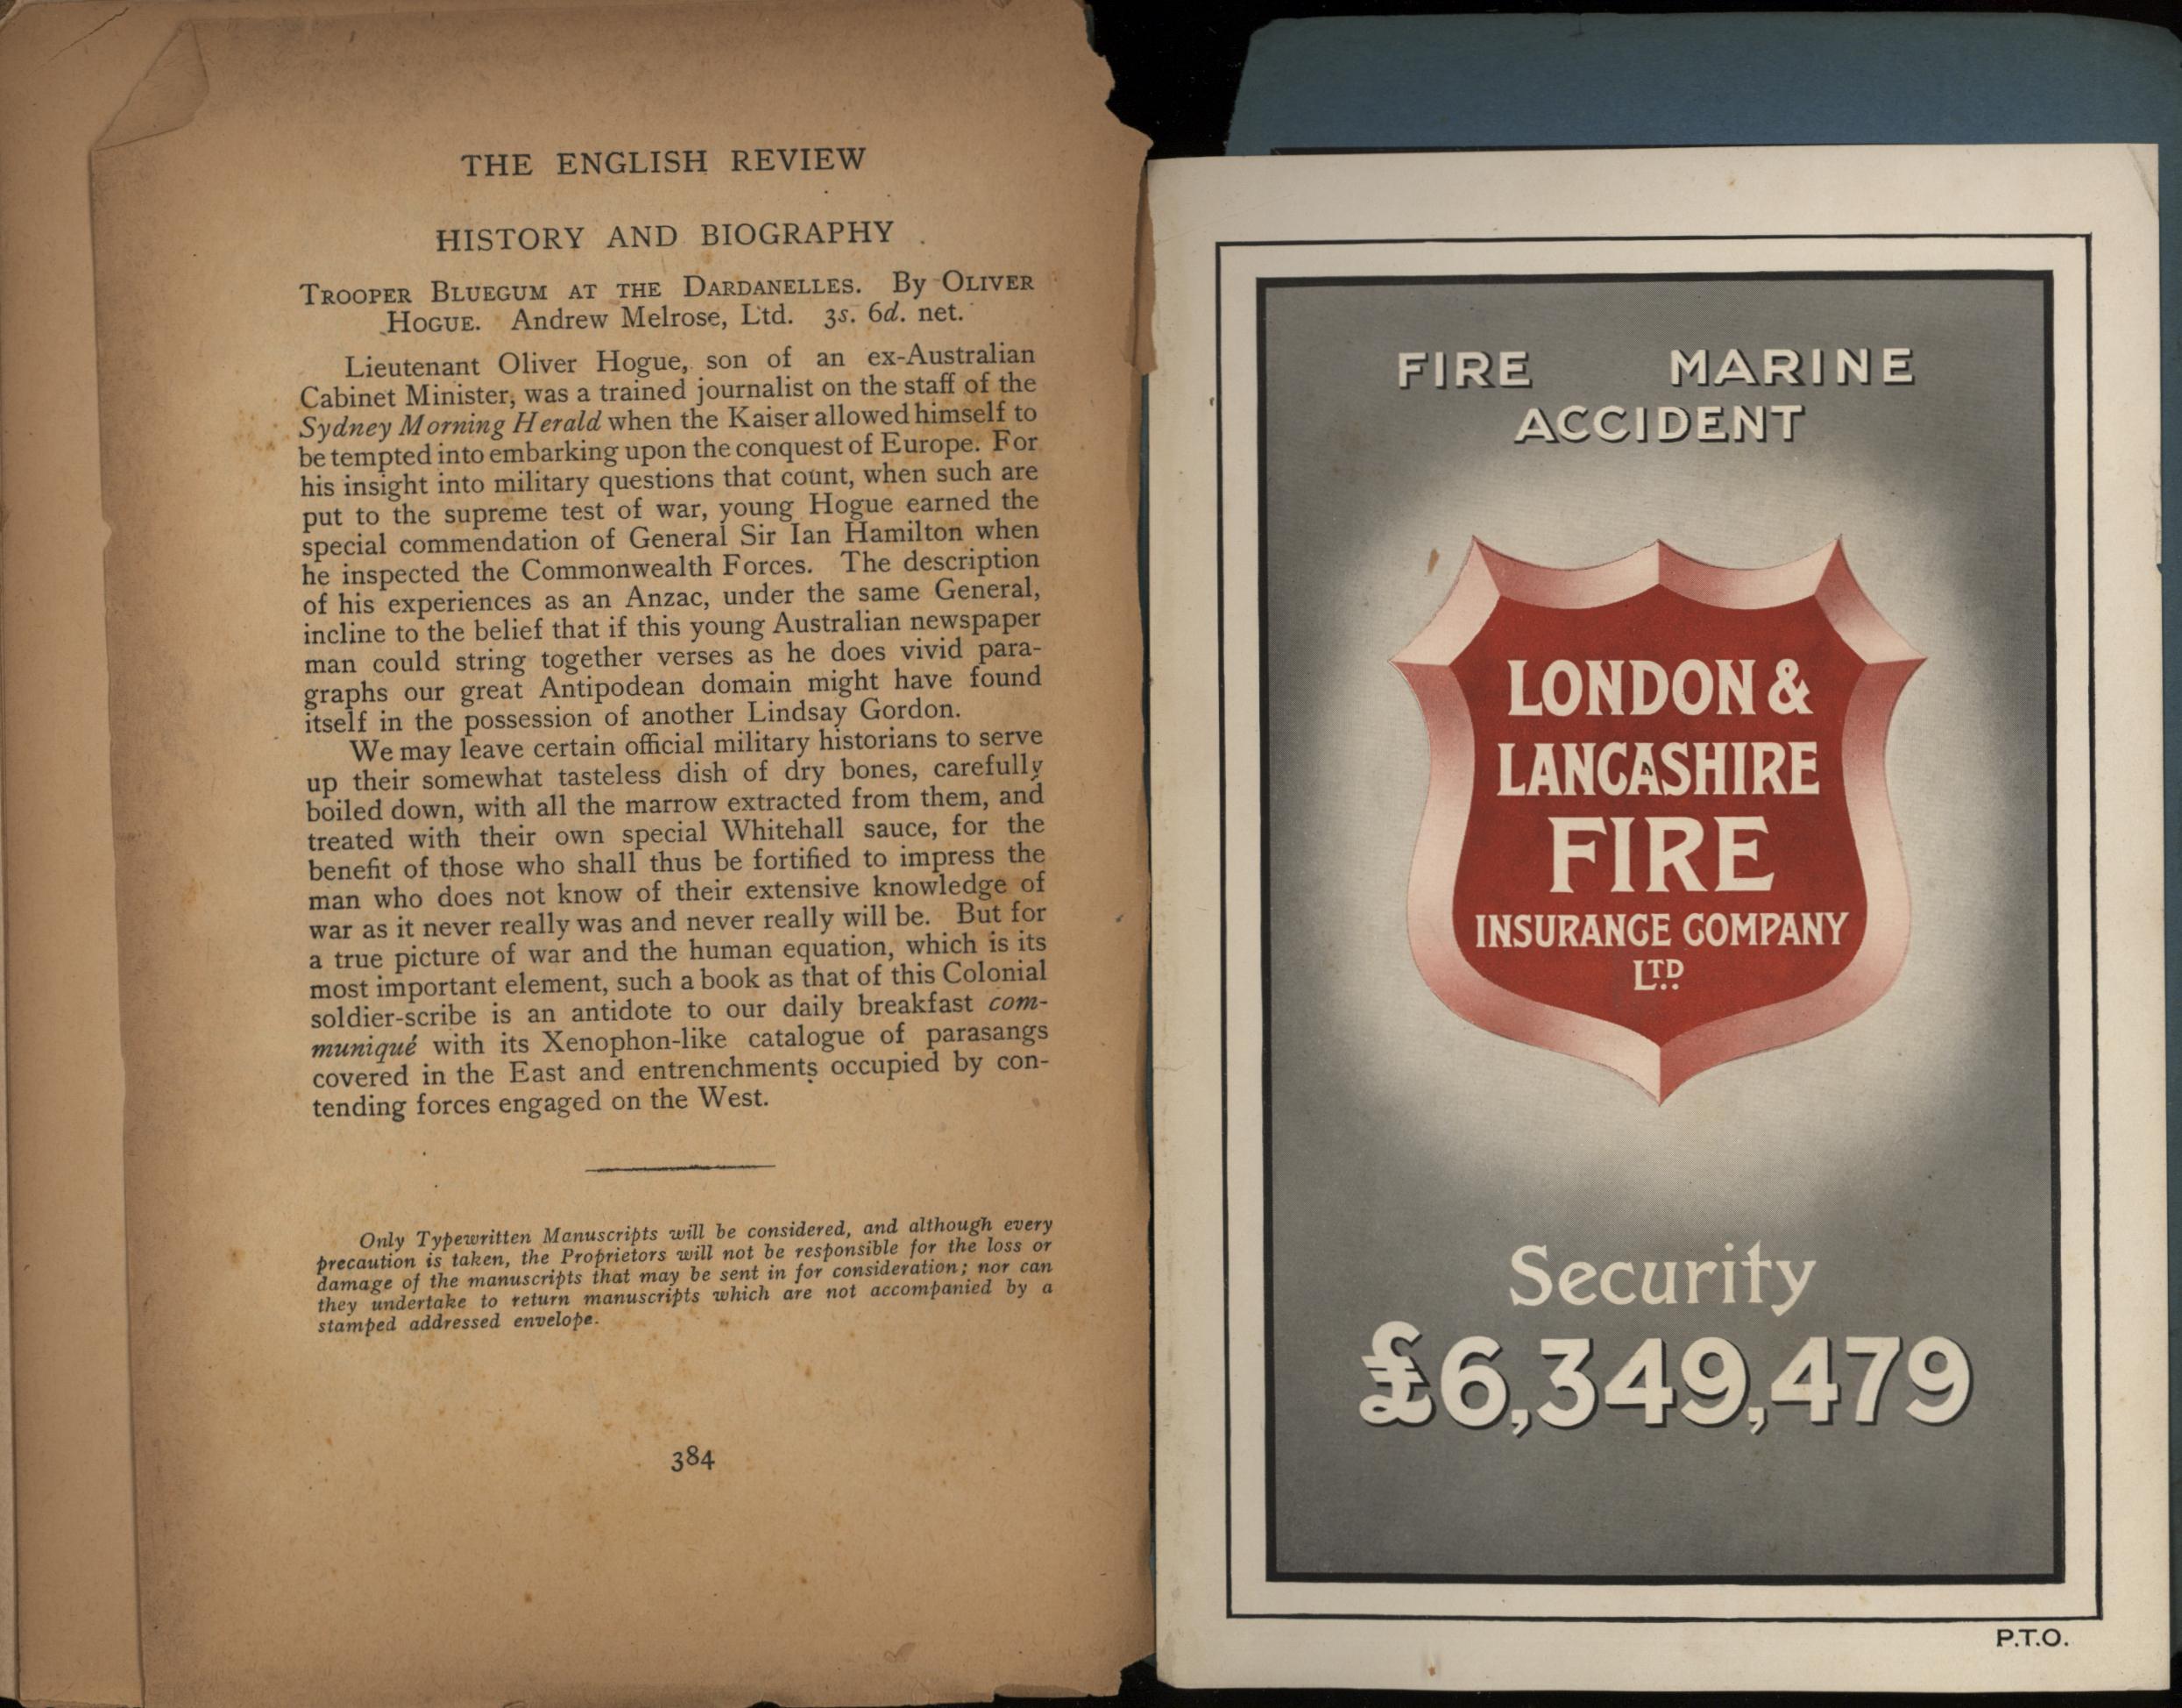 THE ENGLISH REVIEW
HISTORY AND BIOGRAPHY
TROOPER BLUEGUM AT THE DARDANELLES. By OLIVER
HOGUE. Andrew Melrose, Ltd. 3s. 6d. net.
Lieutenant Oliver Hogue, son of an ex-Australian
Cabinet Minister, was a trained journalist on the staff of the
Sydney Morning Herald when the Kaiser allowed himself to
be tempted into embarking upon the conquest of Europe. For
his insight into military questions that count, when such are
put to the supreme test of war, young Hogue earned the
special commendation of General Sir Ian Hamilton when
he inspected the Commonwealth Forces. The description
of his experiences as an Anzac, under the same General,
incline to the belief that if this young Australian newspaper
man could string together verses as he does vivid para-
graphs our great Antipodean domain might have found
itself in the possession of another Lindsay Gordon.
We may leave certain official military historians to serve
up their somewhat tasteless dish of dry bones, carefully
boiled down, with all the marrow extracted from them, and
treated with their own special Whitehall sauce, for the
benefit of those who shall thus be fortified to impress the
man who does not know of their extensive knowledge of
war as it never really was and never really will be. But for
a true picture of war and the human equation, which is its
most important element, such a book as that of this Colonial
soldier-scribe is an antidote to our daily breakfast com-
muniqué with its Xenophon-like catalogue of parasangs
covered in the East and entrenchments occupied by con-
tending forces engaged on the West.
Only Typewritten Manuscripts will be considered, and although every
precaution is taken, the Proprietors will not be responsible for the loss or
damage of the manuscripts that may be sent in for consideration; nor can
they undertake to return manuscripts which are not accompanied by a
stamped addressed envelope.
384
FIRE MARINE
ACCIDENT
LONDON &
LANCASHIRE
FIRE
INSURANCE COMPANY
LTD
Security
£6,349,479
P.T.O.